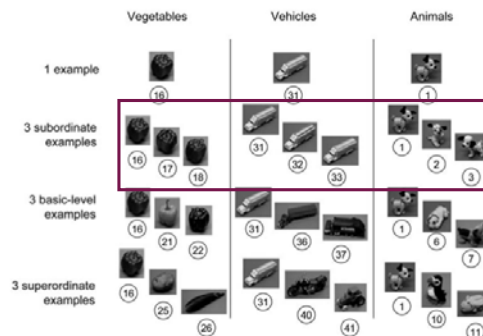 Vegetables Vehicles Animals
1 example
16 31 1
3 subordinate
examples
16 17 18 31 32 33 1 2 3
3 basic-level
examples
16 21 22 31 36 37 1 6 7
3 superordinate
examples
16 25 26 31 40 41 1 10 11